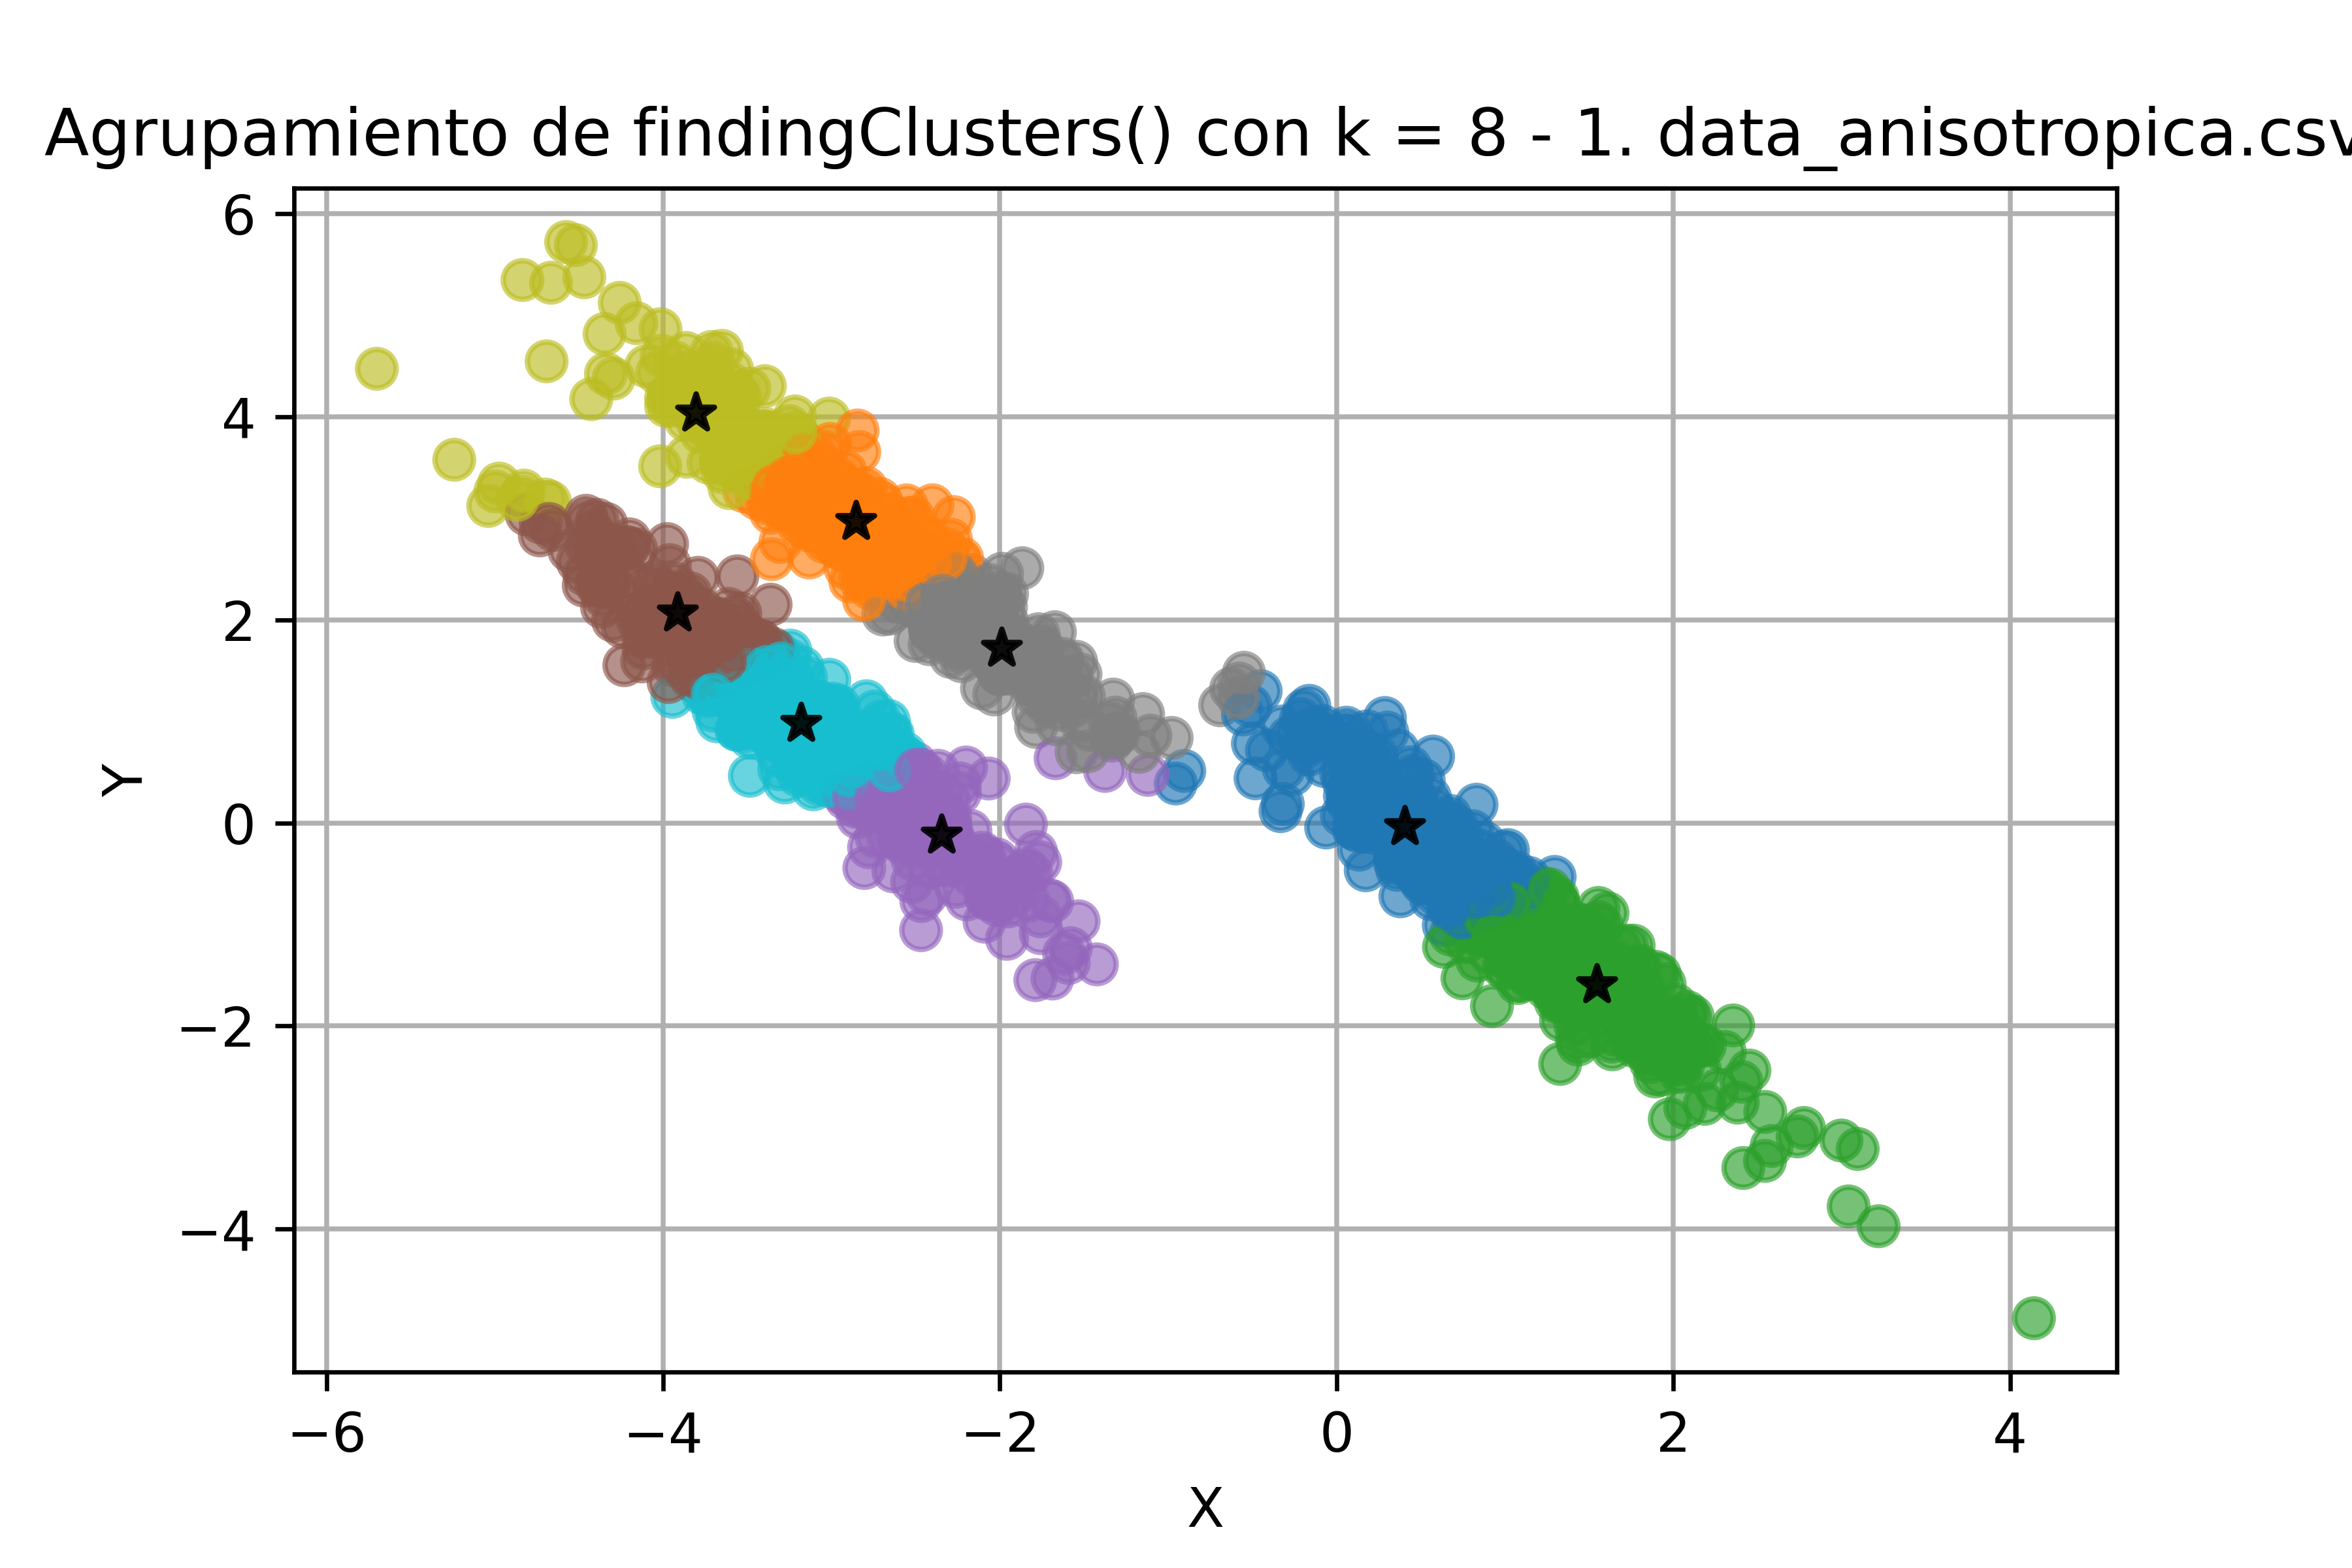 Agrupamiento de findingClusters() con k = 8 - 1. data_anisotropica.csv
6
4
2
0
−2
−4
Y
−6 −4 −2 0 2 4
X